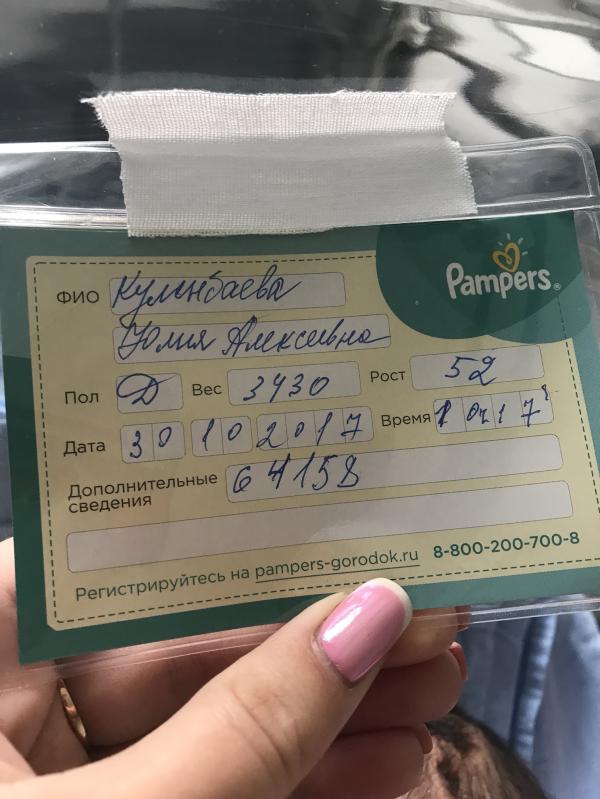 Pampers
ФИО Куленбаева
Юлия Алексеевна
Пол Д Вес 3430 Рост 52
Дата 30 10 2017 Время
Дополнительные сведения 64158
Регистрируйтесь на pampers-gorodok.ru 8-800-200-700-8